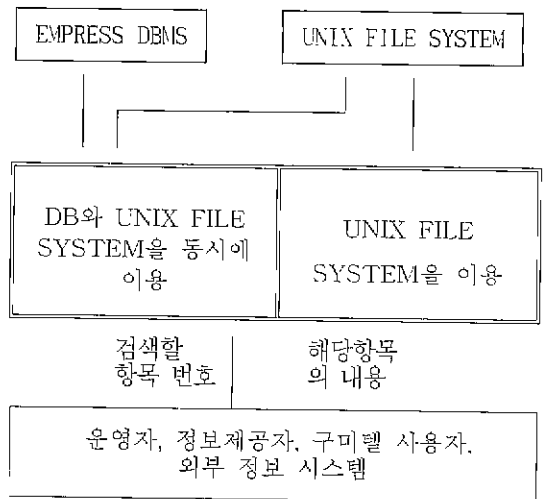 EMPRESS DBMS
UNIX FILE SYSTEM
DB와 UNIX FILE
SYSTEM을 동시에
이용
UNIX FILE
SYSTEM을 이용
검색할
항목 번호
해당항목
의 내용
운영자, 정보제공자, 구미텔 사용자,
외부 정보 시스템